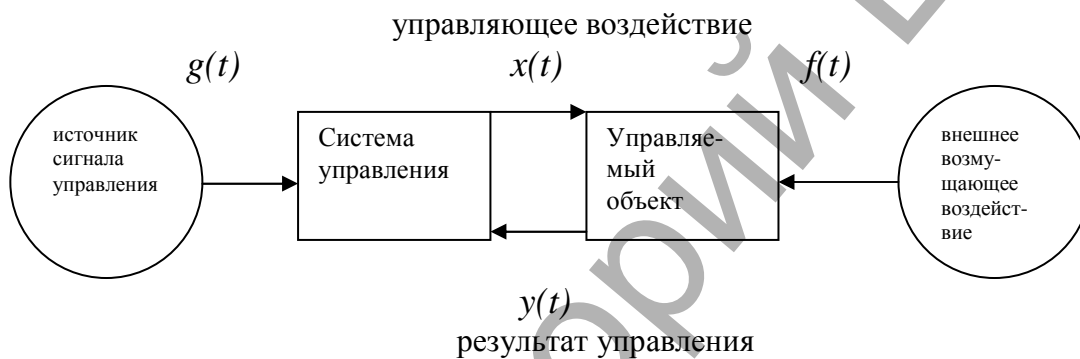 управляющее воздействие
g(t)
x(t)
f(t)
источник
сигнала
управления
Система
управления
Управляе-
мый
объект
внешнее
возму-
щающее
воздейст-
вие
y(t)
результат управления